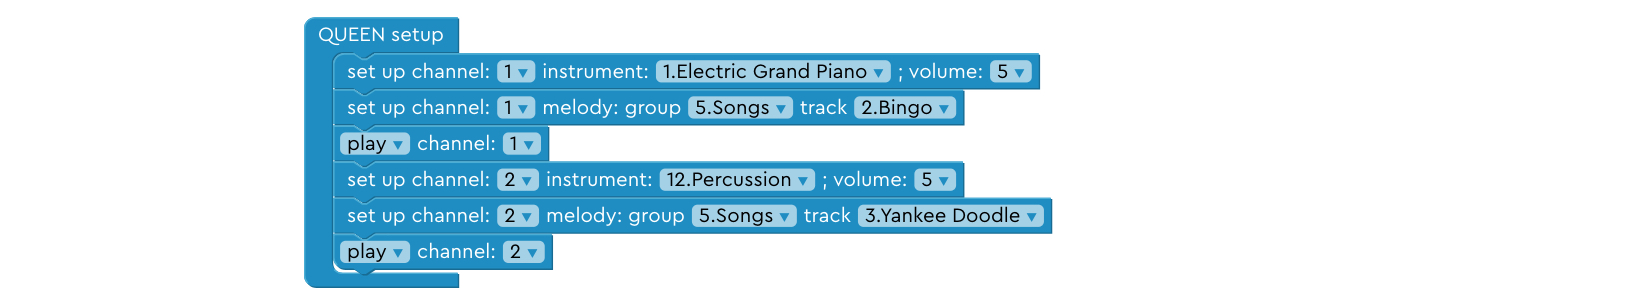 QUEEN setup
set up channel: 1 instrument: 1.Electric Grand Piano ; volume: 5
set up channel: 1 melody: group 5.Songs track 2.Bingo
play channel: 1
set up channel: 2 instrument: 12.Percussion ; volume: 5
set up channel: 2 melody: group 5.Songs track 3.Yankee Doodle
play channel: 2